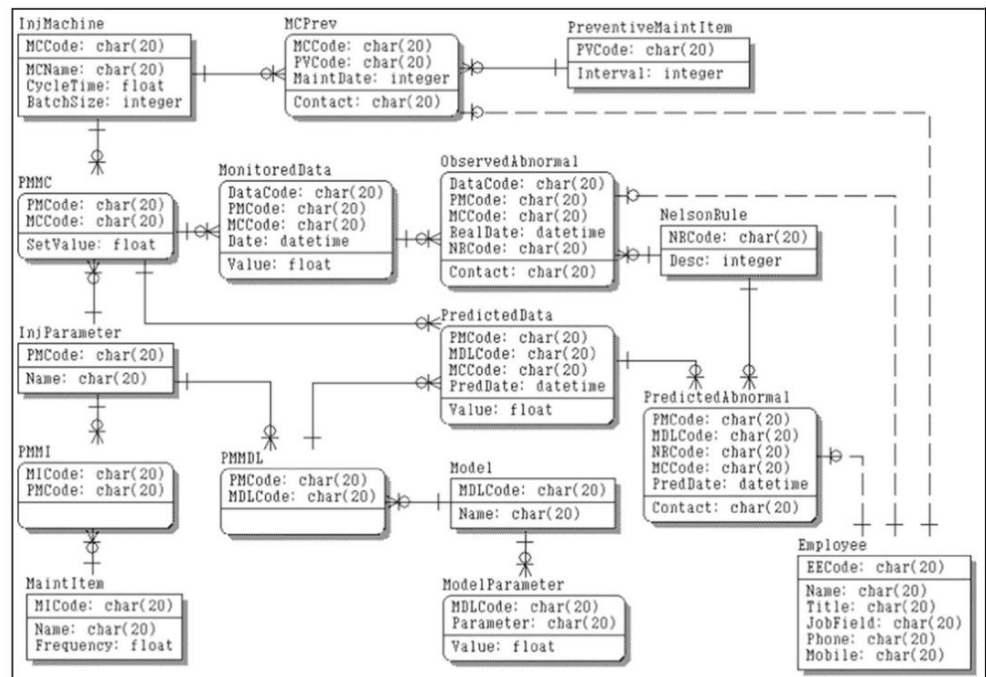 InjMachine
MCCode: char(20)
MCName: char(20)
CycleTime: float
BatchSize: integer
MCPrev
MCCode: char(20)
PVCode: char(20)
MaintDate: integer
Contact: char(20)
PreventiveMaintItem
PVCode: char(20)
Interval: integer
PMMC
PMCode: char(20)
MCCode: char(20)
SetValue: float
MonitoredData
DataCode: char(20)
PMCode: char(20)
MCCode: char(20)
Date: datetime
Value: float
ObservedAbnormal
DataCode: char(20)
PMCode: char(20)
MCCode: char(20)
RealDate: datetime
NRCode: char(20)
Contact: char(20)
NelsonRule
NRCode: char(20)
Desc: integer
InjParameter
PMCode: char(20)
Name: char(20)
PredictedData
PMCode: char(20)
MDLCode: char(20)
MCCode: char(20)
PredDate: datetime
Value: float
PredictedAbnormal
PMCode: char(20)
MDLCode: char(20)
NRCode: char(20)
MCCode: char(20)
PredDate: datetime
Contact: char(20)
PMMI
MICode: char(20)
PMCode: char(20)
PMMDL
PMCode: char(20)
MDLCode: char(20)
Model
MDLCode: char(20)
Name: char(20)
MaintItem
MICode: char(20)
Name: char(20)
Frequency: float
ModelParameter
MDLCode: char(20)
Parameter: char(20)
Value: float
Employee
EECode: char(20)
Name: char(20)
Title: char(20)
JobField: char(20)
Phone: char(20)
Mobile: char(20)